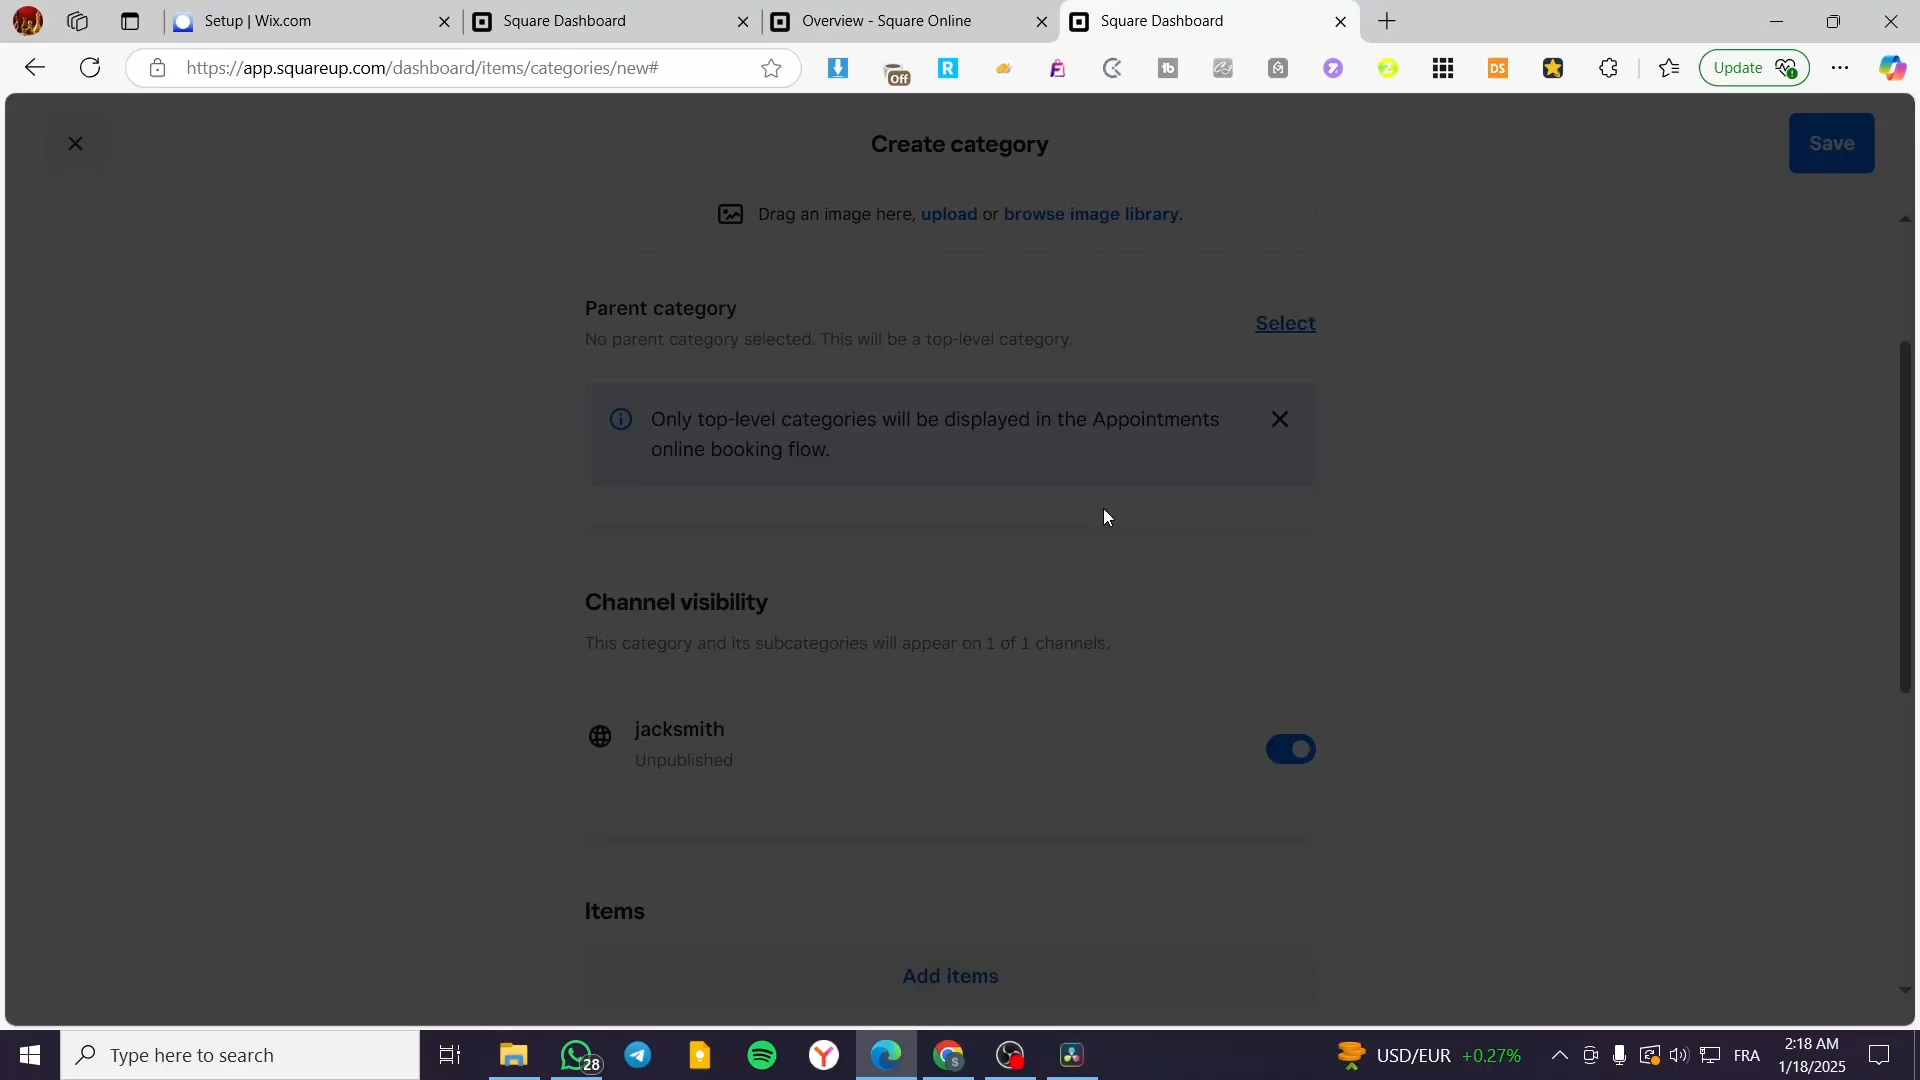 Setup | Wix.com
Square Dashboard
Overview - Square Online
Square Dashboard
https://app.squareup.com/dashboard/items/categories/new#
Off
R
1b
DS
Update
Create category
Save
Drag an image here, upload or browse image library.
Parent category
No parent category selected. This will be a top-level category.
Select
Only top-level categories will be displayed in the Appointments
online booking flow.
Channel visibility
This category and its subcategories will appear on 1 of 1 channels.
jacksmith
Unpublished
Items
Add items
Type here to search
28
USD/EUR +0.27%
FRA
2:18 AM
1/18/2025